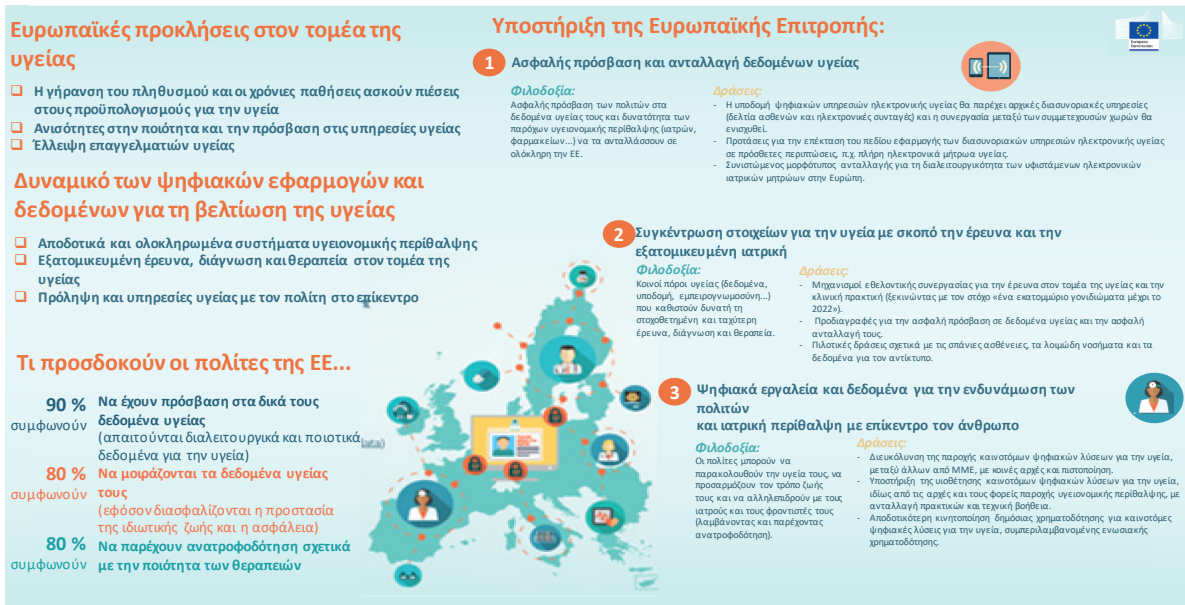 Ευρωπαϊκές προκλήσεις στον τομέα της
υγείας
Η γήρανση του πληθυσμού και οι χρόνιες παθήσεις ασκούν πιέσεις
στους προϋπολογισμούς για την υγεία
Ανισότητες στην ποιότητα και την πρόσβαση στις υπηρεσίες υγείας
Έλλειψη επαγγελματιών υγείας
Δυναμικό των ψηφιακών εφαρμογών και
δεδομένων για τη βελτίωση της υγείας
Αποδοτικά και ολοκληρωμένα συστήματα υγειονομικής περίθαλψης
Εξατομικευμένη έρευνα, διάγνωση και θεραπεία στον τομέα της
υγείας
Πρόληψη και υπηρεσίες υγείας με τον πολίτη στο επίκεντρο
Τι προσδοκούν οι πολίτες της ΕΕ...
90 % Να έχουν πρόσβαση στα δικά τους
συμφωνούν δεδομένα υγείας
(απαιτούνται διαλειτουργικά και ποιοτικά
δεδομένα για την υγεία)
80 % Να μοιράζονται τα δεδομένα υγείας
συμφωνούν τους
(εφόσον διασφαλίζονται η προστασία
της ιδιωτικής ζωής και η ασφάλεια)
80 % Να παρέχουν ανατροφοδότηση σχετικά
συμφωνούν με την ποιότητα των θεραπειών
Υποστήριξη της Ευρωπαϊκής Επιτροπής:
European
Commission
1 Ασφαλής πρόσβαση και ανταλλαγή δεδομένων υγείας
Φιλοδοξία:
Ασφαλής πρόσβαση των πολιτών στα
δεδομένα υγείας τους και δυνατότητα των
παρόχων υγειονομικής περίθαλψης (ιατρών,
φαρμακείων...) να τα ανταλλάσσουν σε
ολόκληρη την ΕΕ.
Δράσεις:
- Η υποδομή ψηφιακών υπηρεσιών ηλεκτρονικής υγείας θα παρέχει αρχικές διασυνοριακές υπηρεσίες
(δελτία ασθενών και ηλεκτρονικές συνταγές) και η συνεργασία μεταξύ των συμμετεχουσών χωρών θα
ενισχυθεί.
- Προτάσεις για την επέκταση του πεδίου εφαρμογής των διασυνοριακών υπηρεσιών ηλεκτρονικής υγείας
σε πρόσθετες περιπτώσεις, π.χ. πλήρη ηλεκτρονικά μήτρωα υγείας.
- Συνιστώμενος μορφότυπος ανταλλαγής για τη διαλειτουργικότητα των υφιστάμενων ηλεκτρονικών
ιατρικών μητρώων στην Ευρώπη.
2 Συγκέντρωση στοιχείων για την υγεία με σκοπό την έρευνα και την
εξατομικευμένη ιατρική
Φιλοδοξία:
Κοινοί πόροι υγείας (δεδομένα,
υποδομή, εμπειρογνωμοσύνη...)
που καθιστούν δυνατή τη
στοχοθετημένη και ταχύτερη
έρευνα, διάγνωση και θεραπεία.
Δράσεις:
- Μηχανισμοί εθελοντικής συνεργασίας για την έρευνα στον τομέα της υγείας και την
κλινική πρακτική (ξεκινώντας με τον στόχο «ένα εκατομμύριο γονιδιώματα μέχρι το
2022»).
- Προδιαγραφές για την ασφαλή πρόσβαση σε δεδομένα υγείας και την ασφαλή
ανταλλαγή τους.
- Πιλοτικές δράσεις σχετικά με τις σπάνιες ασθένειες, τα λοιμώδη νοσήματα και τα
δεδομένα για τον αντίκτυπο.
3 Ψηφιακά εργαλεία και δεδομένα για την ενδυνάμωση των
πολιτών
και ιατρική περίθαλψη με επίκεντρο τον άνθρωπο
Φιλοδοξία:
Οι πολίτες μπορούν να
παρακολουθούν την υγεία τους, να
προσαρμόζουν τον τρόπο ζωής
τους και να αλληλεπιδρούν με τους
ιατρούς και τους φροντιστές τους
(λαμβάνοντας και παρέχοντας
ανατροφοδότηση).
Δράσεις:
- Διευκόλυνση της παροχής καινοτόμων ψηφιακών λύσεων για την υγεία,
μεταξύ άλλων από ΜΜΕ, με κοινές αρχές και πιστοποίηση.
- Υποστήριξη της υιοθέτησης καινοτόμων ψηφιακών λύσεων για την υγεία,
ιδίως από τις αρχές και τους φορείς παροχής υγειονομικής περίθαλψης, με
ανταλλαγή πρακτικών και τεχνική βοήθεια.
- Αποδοτικότερη κινητοποίηση δημόσιας χρηματοδότησης για καινοτόμες
ψηφιακές λύσεις για την υγεία, συμπεριλαμβανομένης ενωσιακής
χρηματοδότησης.